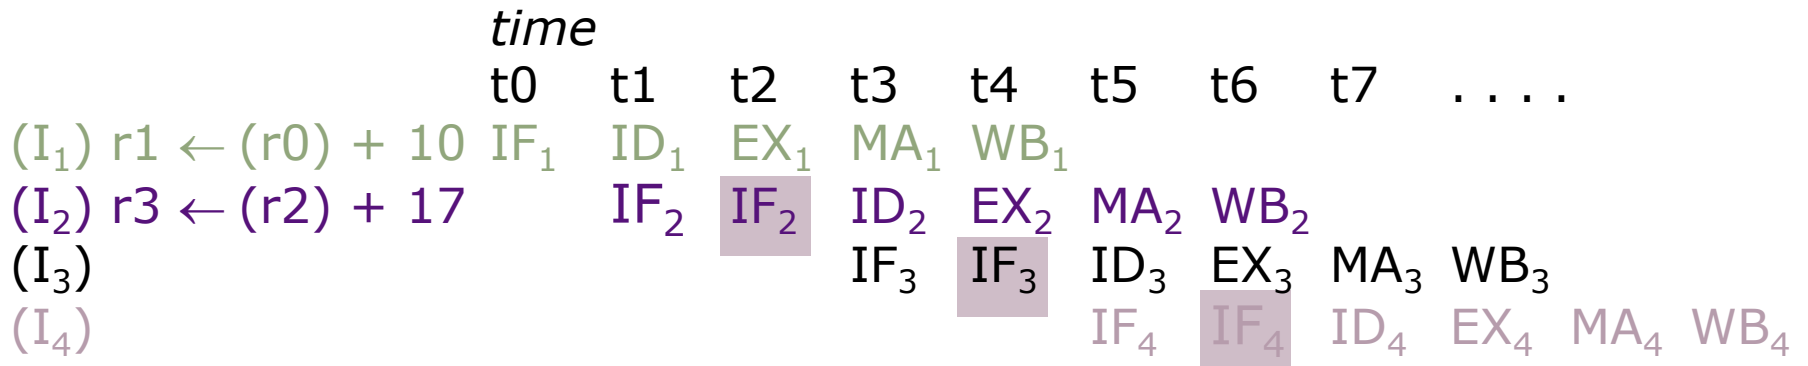 time
t0 t1 t2 t3 t4 t5 t6 t7 . . . .
(I₁) r1 ← (r0) + 10 IF₁ ID₁ EX₁ MA₁ WB₁
(I₂) r3 ← (r2) + 17 IF₂ IF₂ ID₂ EX₂ MA₂ WB₂
(I₃) IF₃ IF₃ ID₃ EX₃ MA₃ WB₃
(I₄) IF₄ IF₄ ID₄ EX₄ MA₄ WB₄